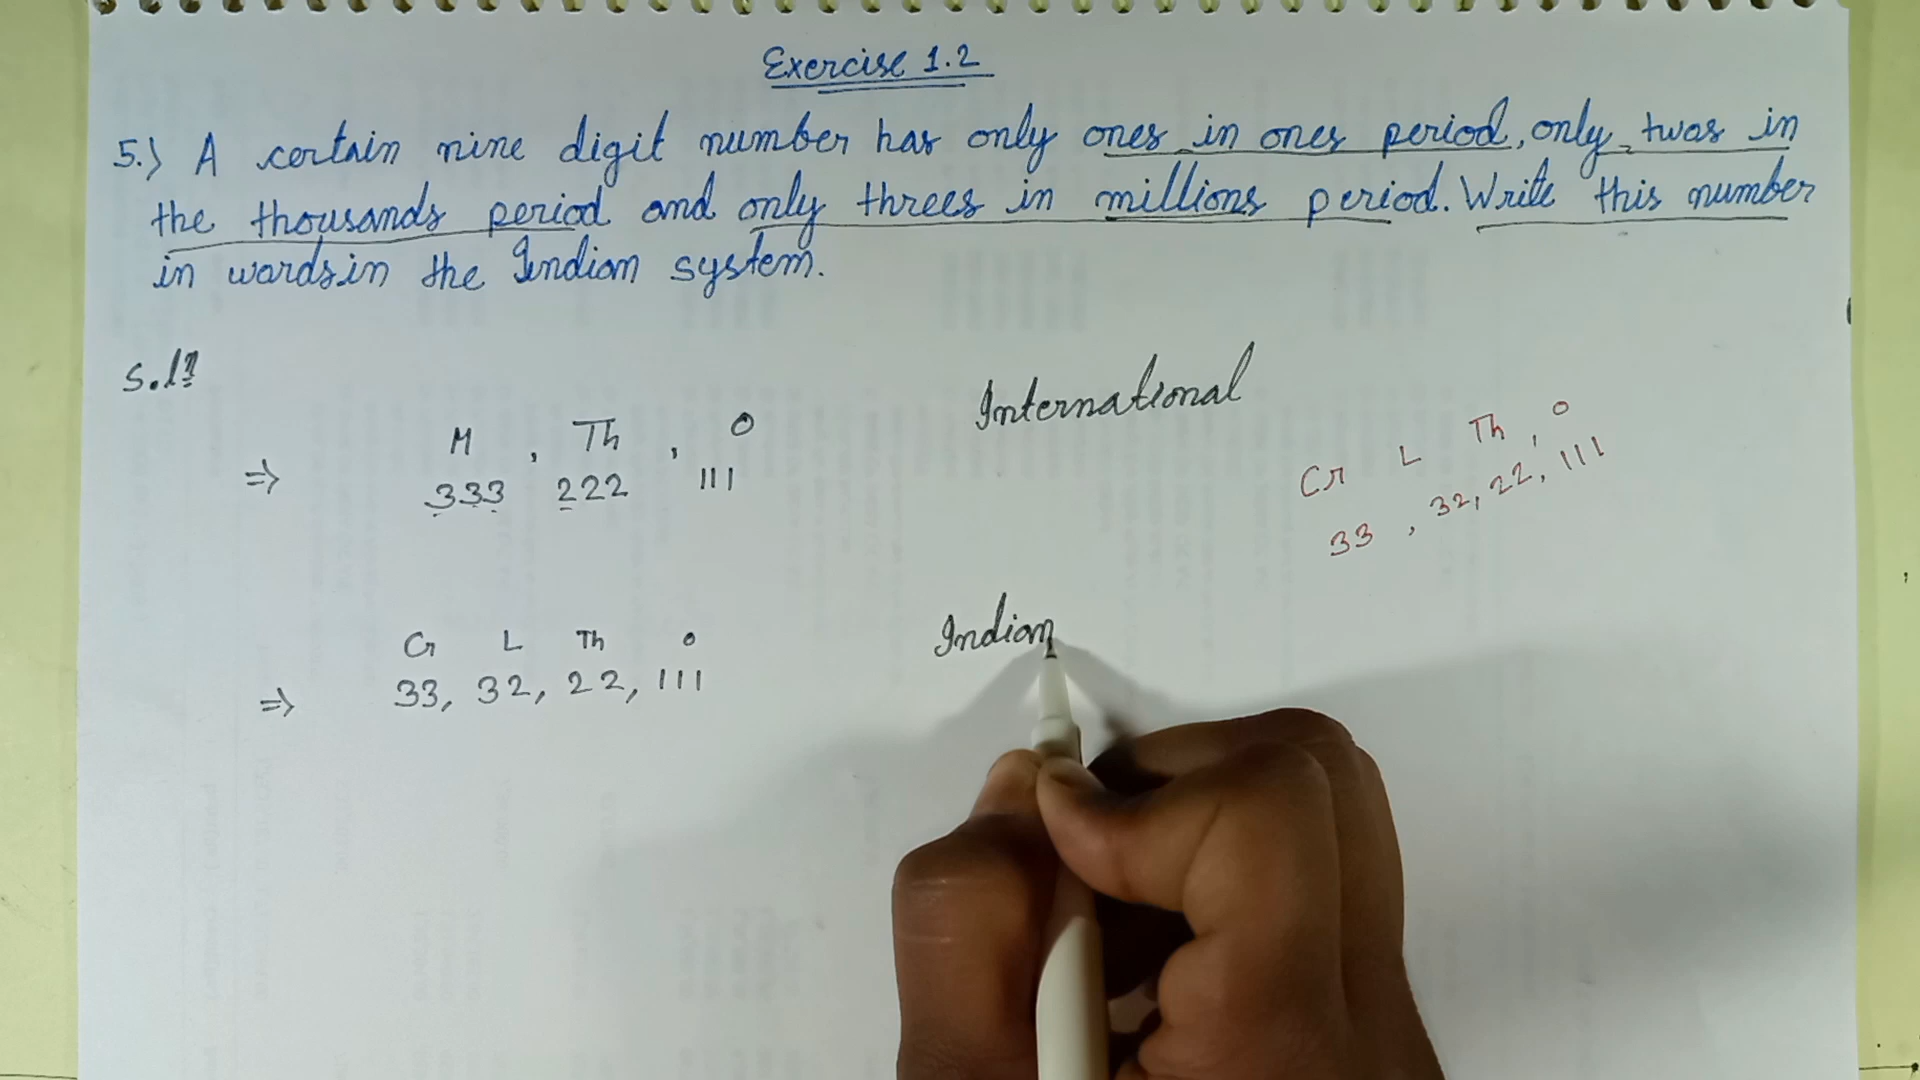 Exercise 1.2
5.) A certain nine digit number has only ones in ones period, only twos in
the thousands period and only threes in millions period. Write this number
in words in the Indian system.
Solⁿ
International
M , Th , O
⇒ 333 222 111
Cr L Th , O
33 , 32, 22, 111
Indian
Cr L Th O
⇒ 33, 32, 22, 111